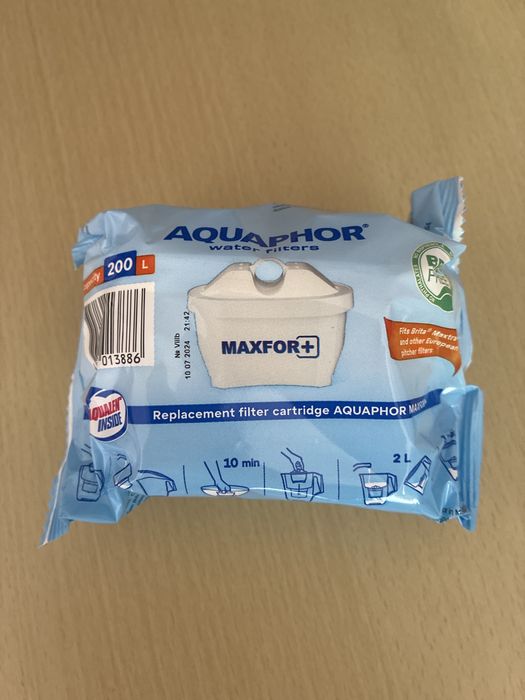 AQUAPHOR®
water filters
200 L
013886
№ VIIIb
10 07 2024 21:42
MAXFOR+
Fits Brita®
and other European
pitcher filters
INSIDE
Replacement filter cartridge AQUAPHOR
10 min
2 L